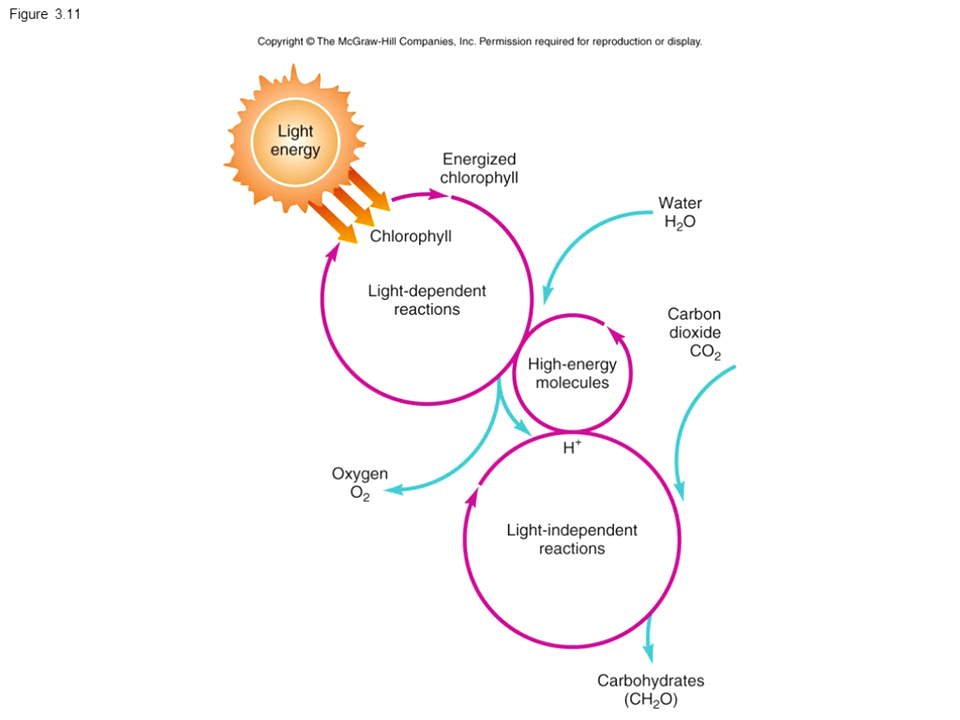 Figure 3.11
Copyright © The McGraw-Hill Companies, Inc. Permission required for reproduction or display.
Light
energy
Energized
chlorophyll
Water
H₂O
Chlorophyll
Light-dependent
reactions
Carbon
dioxide
CO₂
High-energy
molecules
H⁺
Oxygen
O₂
Light-independent
reactions
Carbohydrates
(CH₂O)